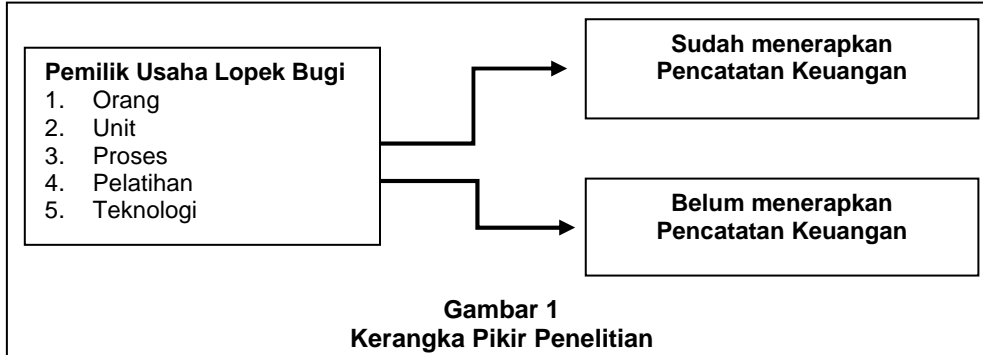 Pemilik Usaha Lopek Bugi
1. Orang
2. Unit
3. Proses
4. Pelatihan
5. Teknologi
Sudah menerapkan
Pencatatan Keuangan
Belum menerapkan
Pencatatan Keuangan
Gambar 1
Kerangka Pikir Penelitian